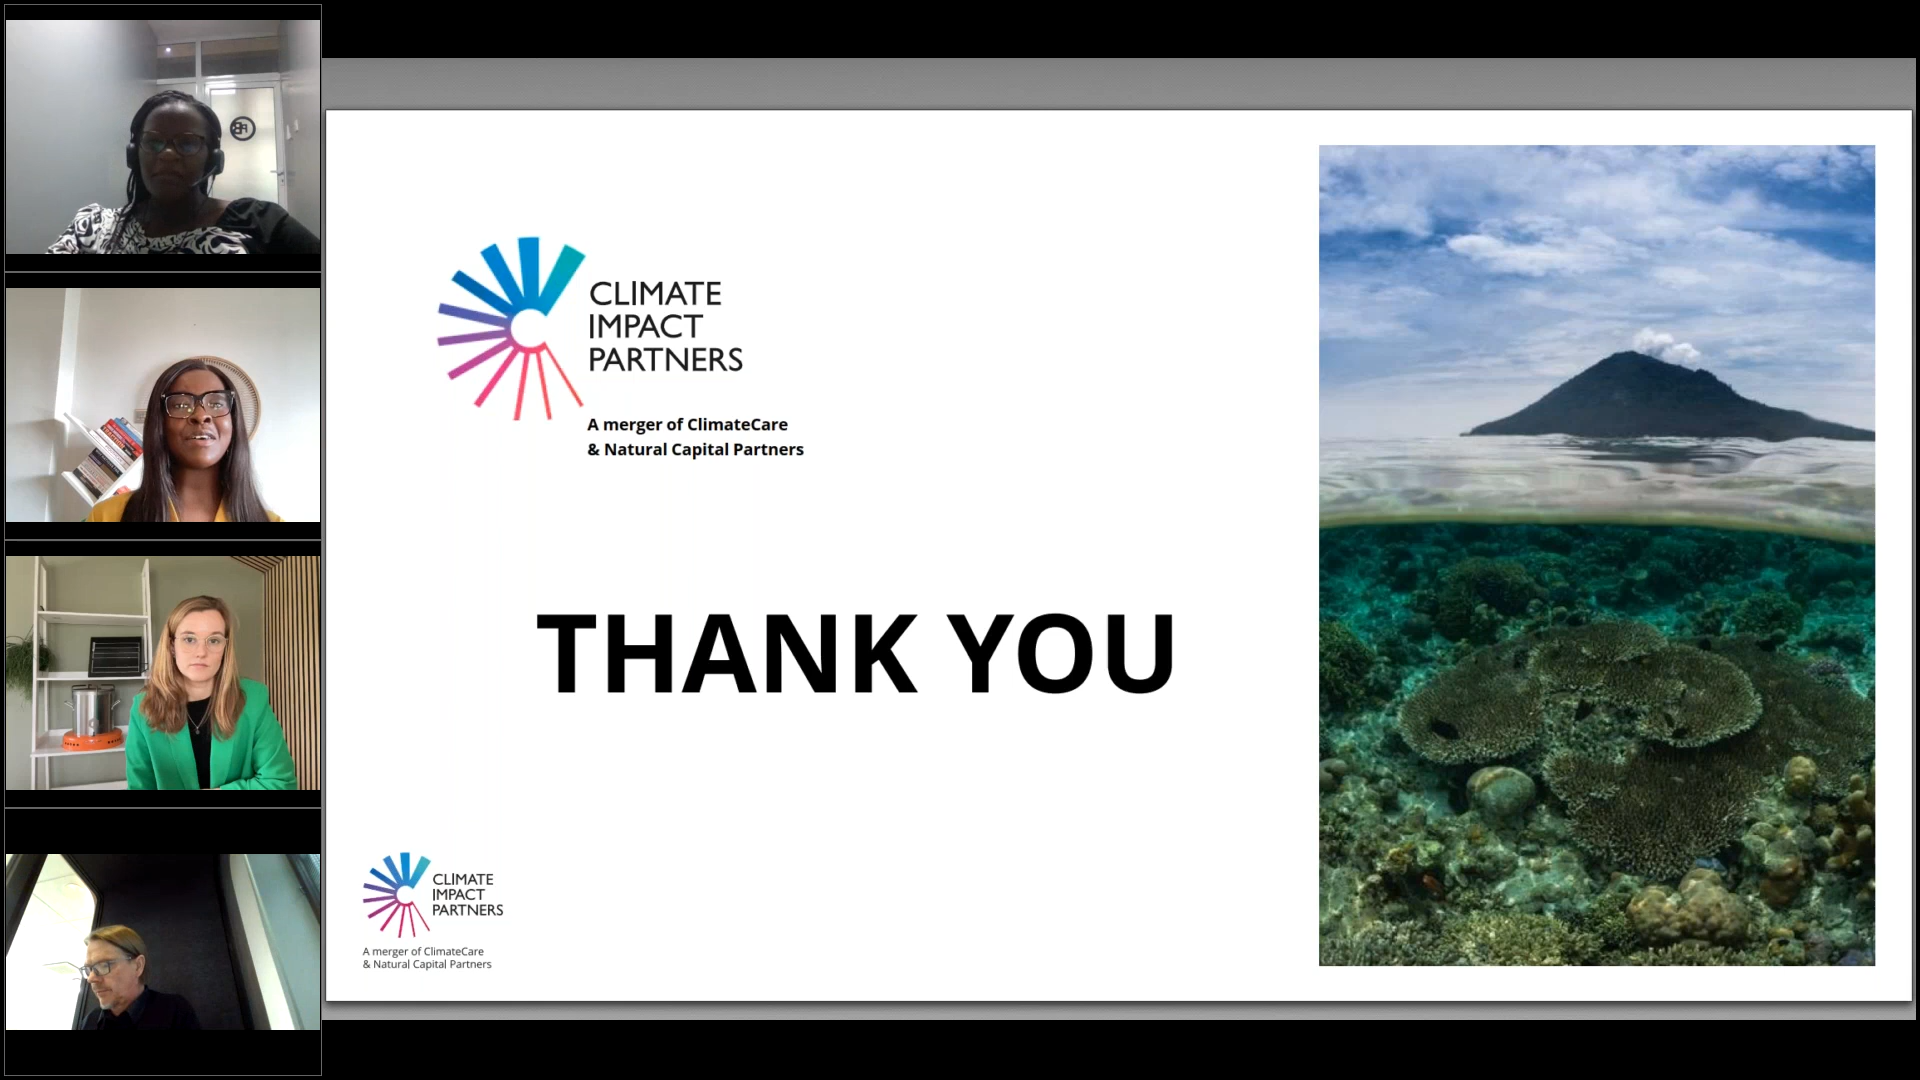 CLIMATE
IMPACT
PARTNERS
A merger of ClimateCare
& Natural Capital Partners
THANK YOU
CLIMATE
IMPACT
PARTNERS
A merger of ClimateCare
& Natural Capital Partners